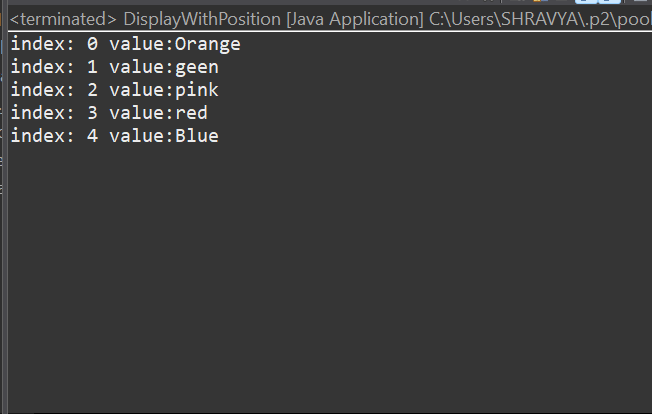 <terminated> DisplayWithPosition [Java Application] C:\Users\SHRAVYA\.p2\pool
index: 0 value:Orange
index: 1 value:geen
index: 2 value:pink
index: 3 value:red
index: 4 value:Blue